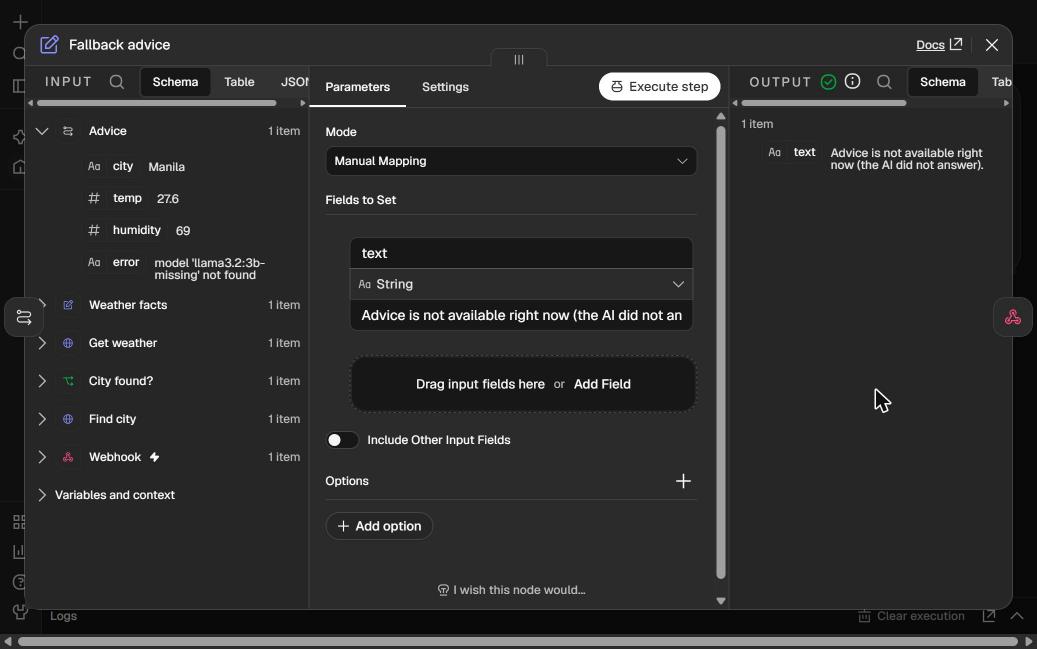 Fallback advice
Docs
INPUT
Schema
Table
JSON
Parameters
Settings
Execute step
OUTPUT
Schema
Tab
Advice
1 item
Aa city Manila
# temp 27.6
# humidity 69
Aa error model 'llama3.2:3b-
missing' not found
Weather facts
1 item
Get weather
1 item
City found?
1 item
Find city
1 item
Webhook
1 item
Variables and context
Mode
Manual Mapping
Fields to Set
text
Aa String
Advice is not available right now (the AI did not an
Drag input fields here or Add Field
Include Other Input Fields
Options
Add option
I wish this node would...
1 item
Aa text Advice is not available right
now (the AI did not answer).
Logs
Clear execution